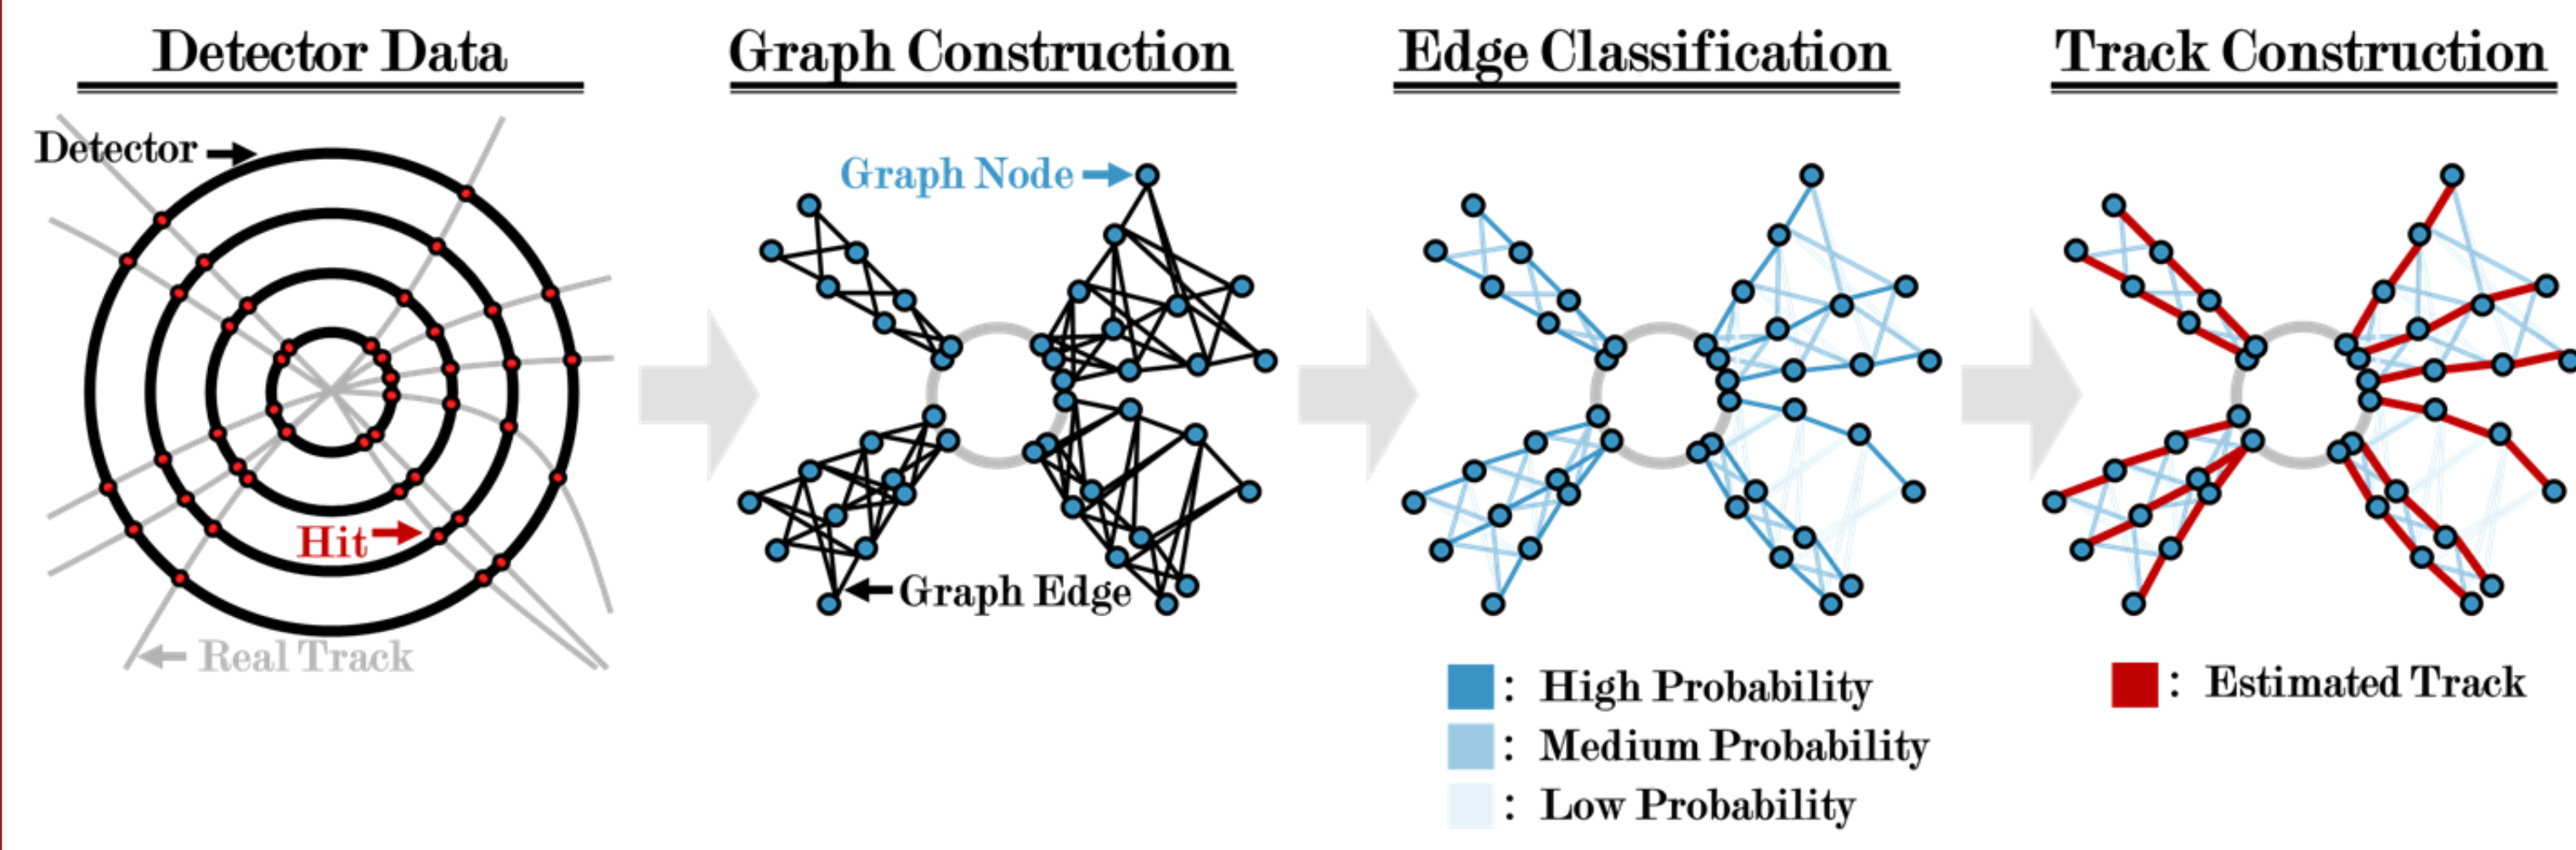 Detector Data
Graph Construction
Edge Classification
Track Construction
Detector
Hit
Real Track
Graph Node
Graph Edge
: High Probability
: Medium Probability
: Low Probability
: Estimated Track